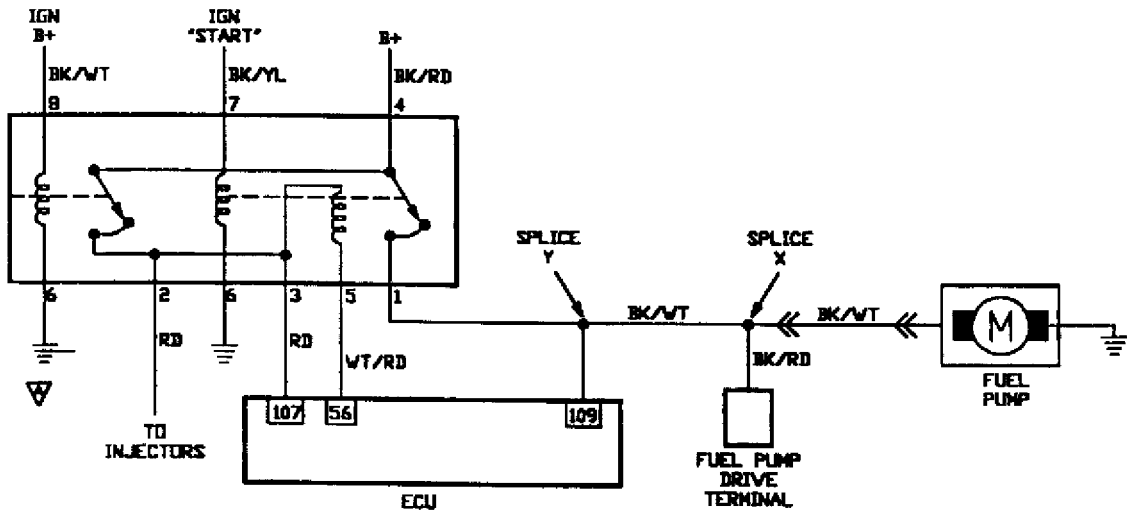 IGN
B+
IGN
"START"
B+
BK/WT
BK/YL
BK/RD
8
7
4
6
2
6
3
5
1
SPLICE
Y
SPLICE
X
RD
RD
WT/RD
BK/WT
BK/WT
BK/RD
M
FUEL
PUMP
A
107
56
109
TO
INJECTORS
FUEL PUMP
DRIVE
TERMINAL
ECU